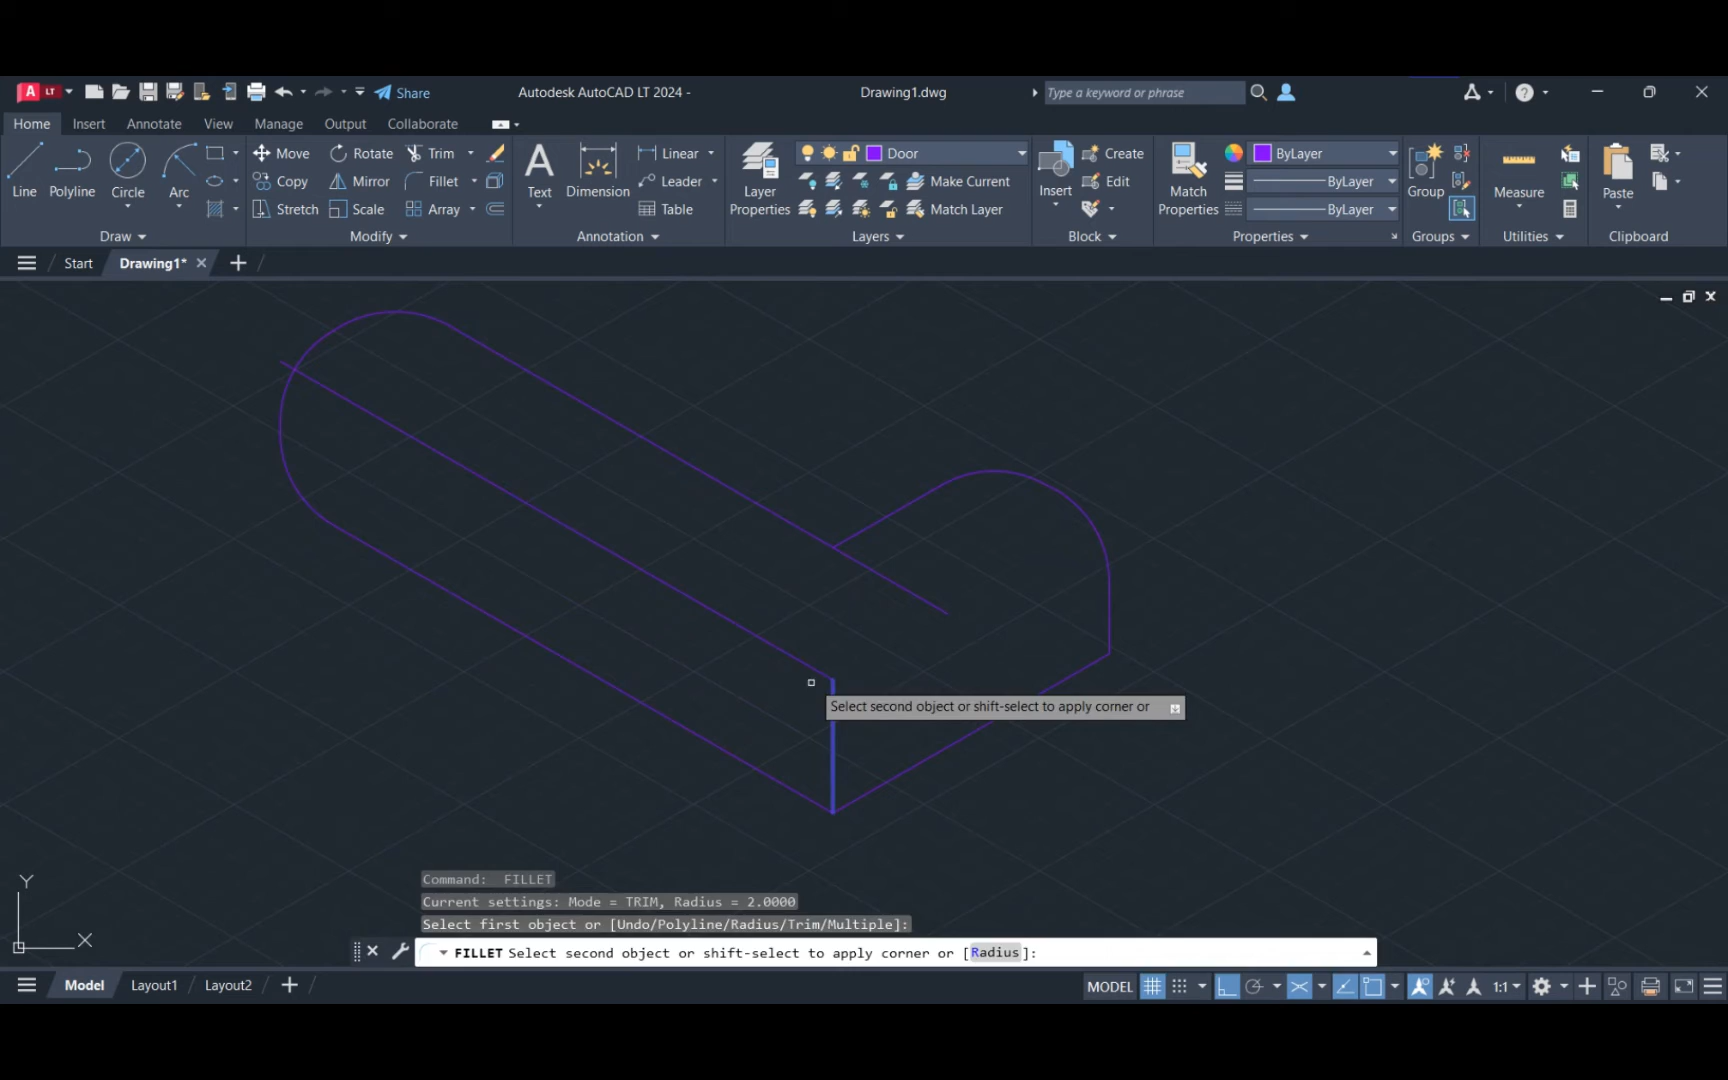 A LT Share Autodesk AutoCAD LT 2024 - Drawing1.dwg Type a keyword or phrase ?
Home Insert Annotate View Manage Output Collaborate
Line Polyline Circle Arc
Move Rotate Trim
Copy Mirror Fillet
Stretch Scale Array
A Text Dimension
Linear
Leader
Table
Layer Properties
Door
Make Current
Match Layer
Insert
Create
Edit
Match Properties
ByLayer
ByLayer
ByLayer
Group
Measure
Paste
Draw Modify Annotation Layers Block Properties Groups Utilities Clipboard
Start Drawing1* +
Select second object or shift-select to apply corner or
Y
X
Command: FILLET
Current settings: Mode = TRIM, Radius = 2.0000
Select first object or [Undo/Polyline/Radius/Trim/Multiple]:
FILLET Select second object or shift-select to apply corner or [Radius]:
Model Layout1 Layout2 + MODEL 1:1